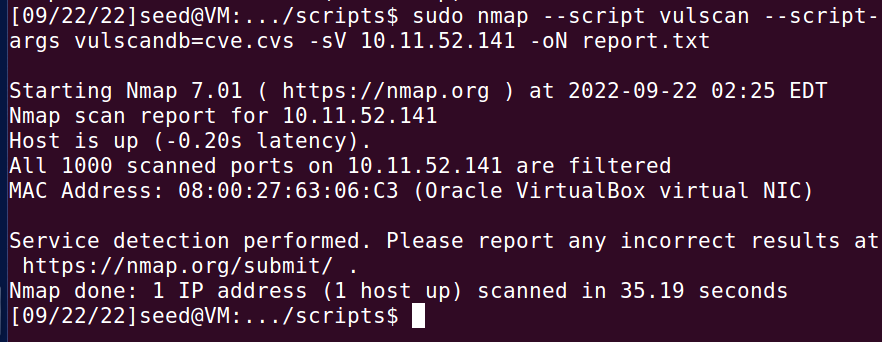 [09/22/22]seed@VM:.../scripts$ sudo nmap --script vulscan --script-
args vulscandb=cve.cvs -sV 10.11.52.141 -oN report.txt
Starting Nmap 7.01 ( https://nmap.org ) at 2022-09-22 02:25 EDT
Nmap scan report for 10.11.52.141
Host is up (-0.20s latency).
All 1000 scanned ports on 10.11.52.141 are filtered
MAC Address: 08:00:27:63:06:C3 (Oracle VirtualBox virtual NIC)
Service detection performed. Please report any incorrect results at
 https://nmap.org/submit/ .
Nmap done: 1 IP address (1 host up) scanned in 35.19 seconds
[09/22/22]seed@VM:.../scripts$